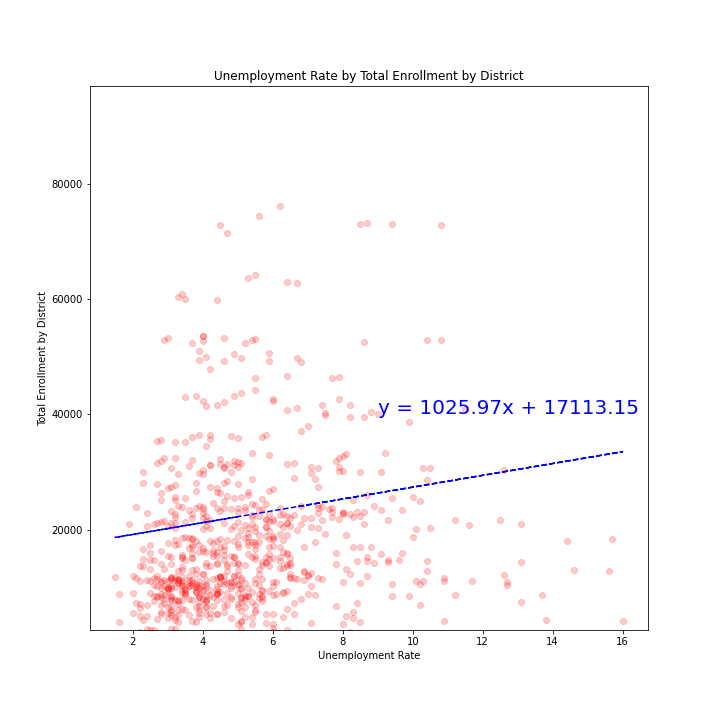 Unemployment Rate by Total Enrollment by District
80000
60000
40000
20000
Total Enrollment by District
y = 1025.97x + 17113.15
2 4 6 8 10 12 14 16
Unemployment Rate